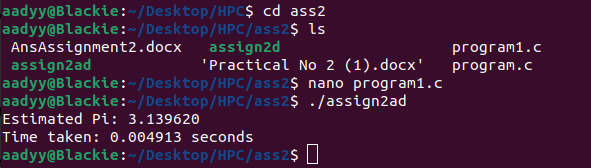 aadyy@Blackie:~/Desktop/HPC$ cd ass2
aadyy@Blackie:~/Desktop/HPC/ass2$ ls
AnsAssignment2.docx assign2d program1.c
assign2ad 'Practical No 2 (1).docx' program.c
aadyy@Blackie:~/Desktop/HPC/ass2$ nano program1.c
aadyy@Blackie:~/Desktop/HPC/ass2$ ./assign2ad
Estimated Pi: 3.139620
Time taken: 0.004913 seconds
aadyy@Blackie:~/Desktop/HPC/ass2$